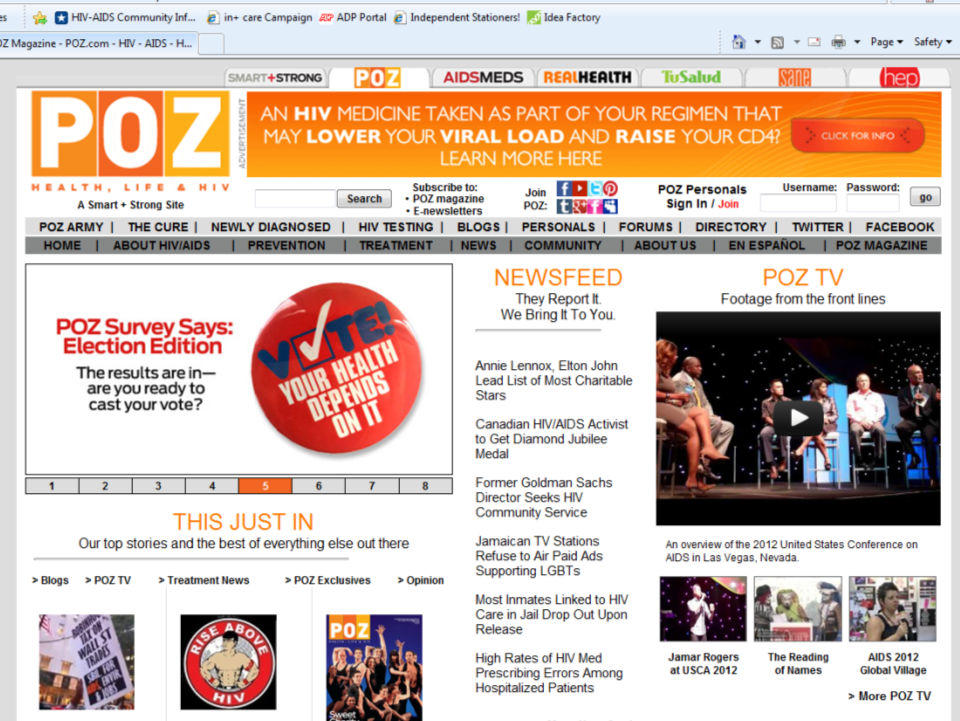 es
HIV-AIDS Community Inf...
in+ care Campaign
ADP Portal
Independent Stationers!
Idea Factory
OZ Magazine - POZ.com - HIV - AIDS - H...
Page
Safety
SMART+STRONG
POZ
AIDSMEDS
REALHEALTH
TuSalud
sane
hep
POZ
HEALTH, LIFE & HIV
A Smart + Strong Site
ADVERTISEMENT
AN HIV MEDICINE TAKEN AS PART OF YOUR REGIMEN THAT
MAY LOWER YOUR VIRAL LOAD AND RAISE YOUR CD4?
LEARN MORE HERE
CLICK FOR INFO
Search
Subscribe to:
• POZ magazine
• E-newsletters
Join
POZ:
POZ Personals
Sign In / Join
Username:
Password:
go
POZ ARMY | THE CURE | NEWLY DIAGNOSED | HIV TESTING | BLOGS | PERSONALS | FORUMS | DIRECTORY | TWITTER | FACEBOOK
HOME | ABOUT HIV/AIDS | PREVENTION | TREATMENT | NEWS | COMMUNITY | ABOUT US | EN ESPAÑOL | POZ MAGAZINE
POZ Survey Says:
Election Edition
The results are in—
are you ready to
cast your vote?
VOTE!
YOUR HEALTH
DEPENDS
ON IT
1 2 3 4 5 6 7 8
THIS JUST IN
Our top stories and the best of everything else out there
> Blogs > POZ TV > Treatment News > POZ Exclusives > Opinion
WALL ST
TRADES
RISE ABOVE
HIV
POZ
Sweet
NEWSFEED
They Report It.
We Bring It To You.
Annie Lennox, Elton John
Lead List of Most Charitable
Stars
Canadian HIV/AIDS Activist
to Get Diamond Jubilee
Medal
Former Goldman Sachs
Director Seeks HIV
Community Service
Jamaican TV Stations
Refuse to Air Paid Ads
Supporting LGBTs
Most Inmates Linked to HIV
Care in Jail Drop Out Upon
Release
High Rates of HIV Med
Prescribing Errors Among
Hospitalized Patients
POZ TV
Footage from the front lines
An overview of the 2012 United States Conference on
AIDS in Las Vegas, Nevada.
Jamar Rogers
at USCA 2012
The Reading
of Names
AIDS 2012
Global Village
> More POZ TV